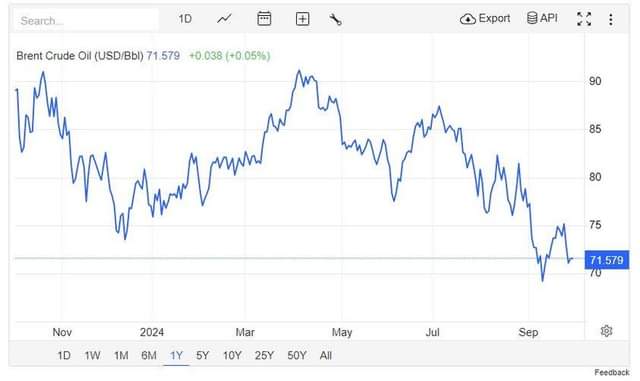 Search...
1D
Export
API
Brent Crude Oil (USD/Bbl) 71.579 +0.038 (+0.05%)
90
85
80
75
71.579
70
Nov 2024 Mar May Jul Sep
1D 1W 1M 6M 1Y 5Y 10Y 25Y 50Y All
Feedback